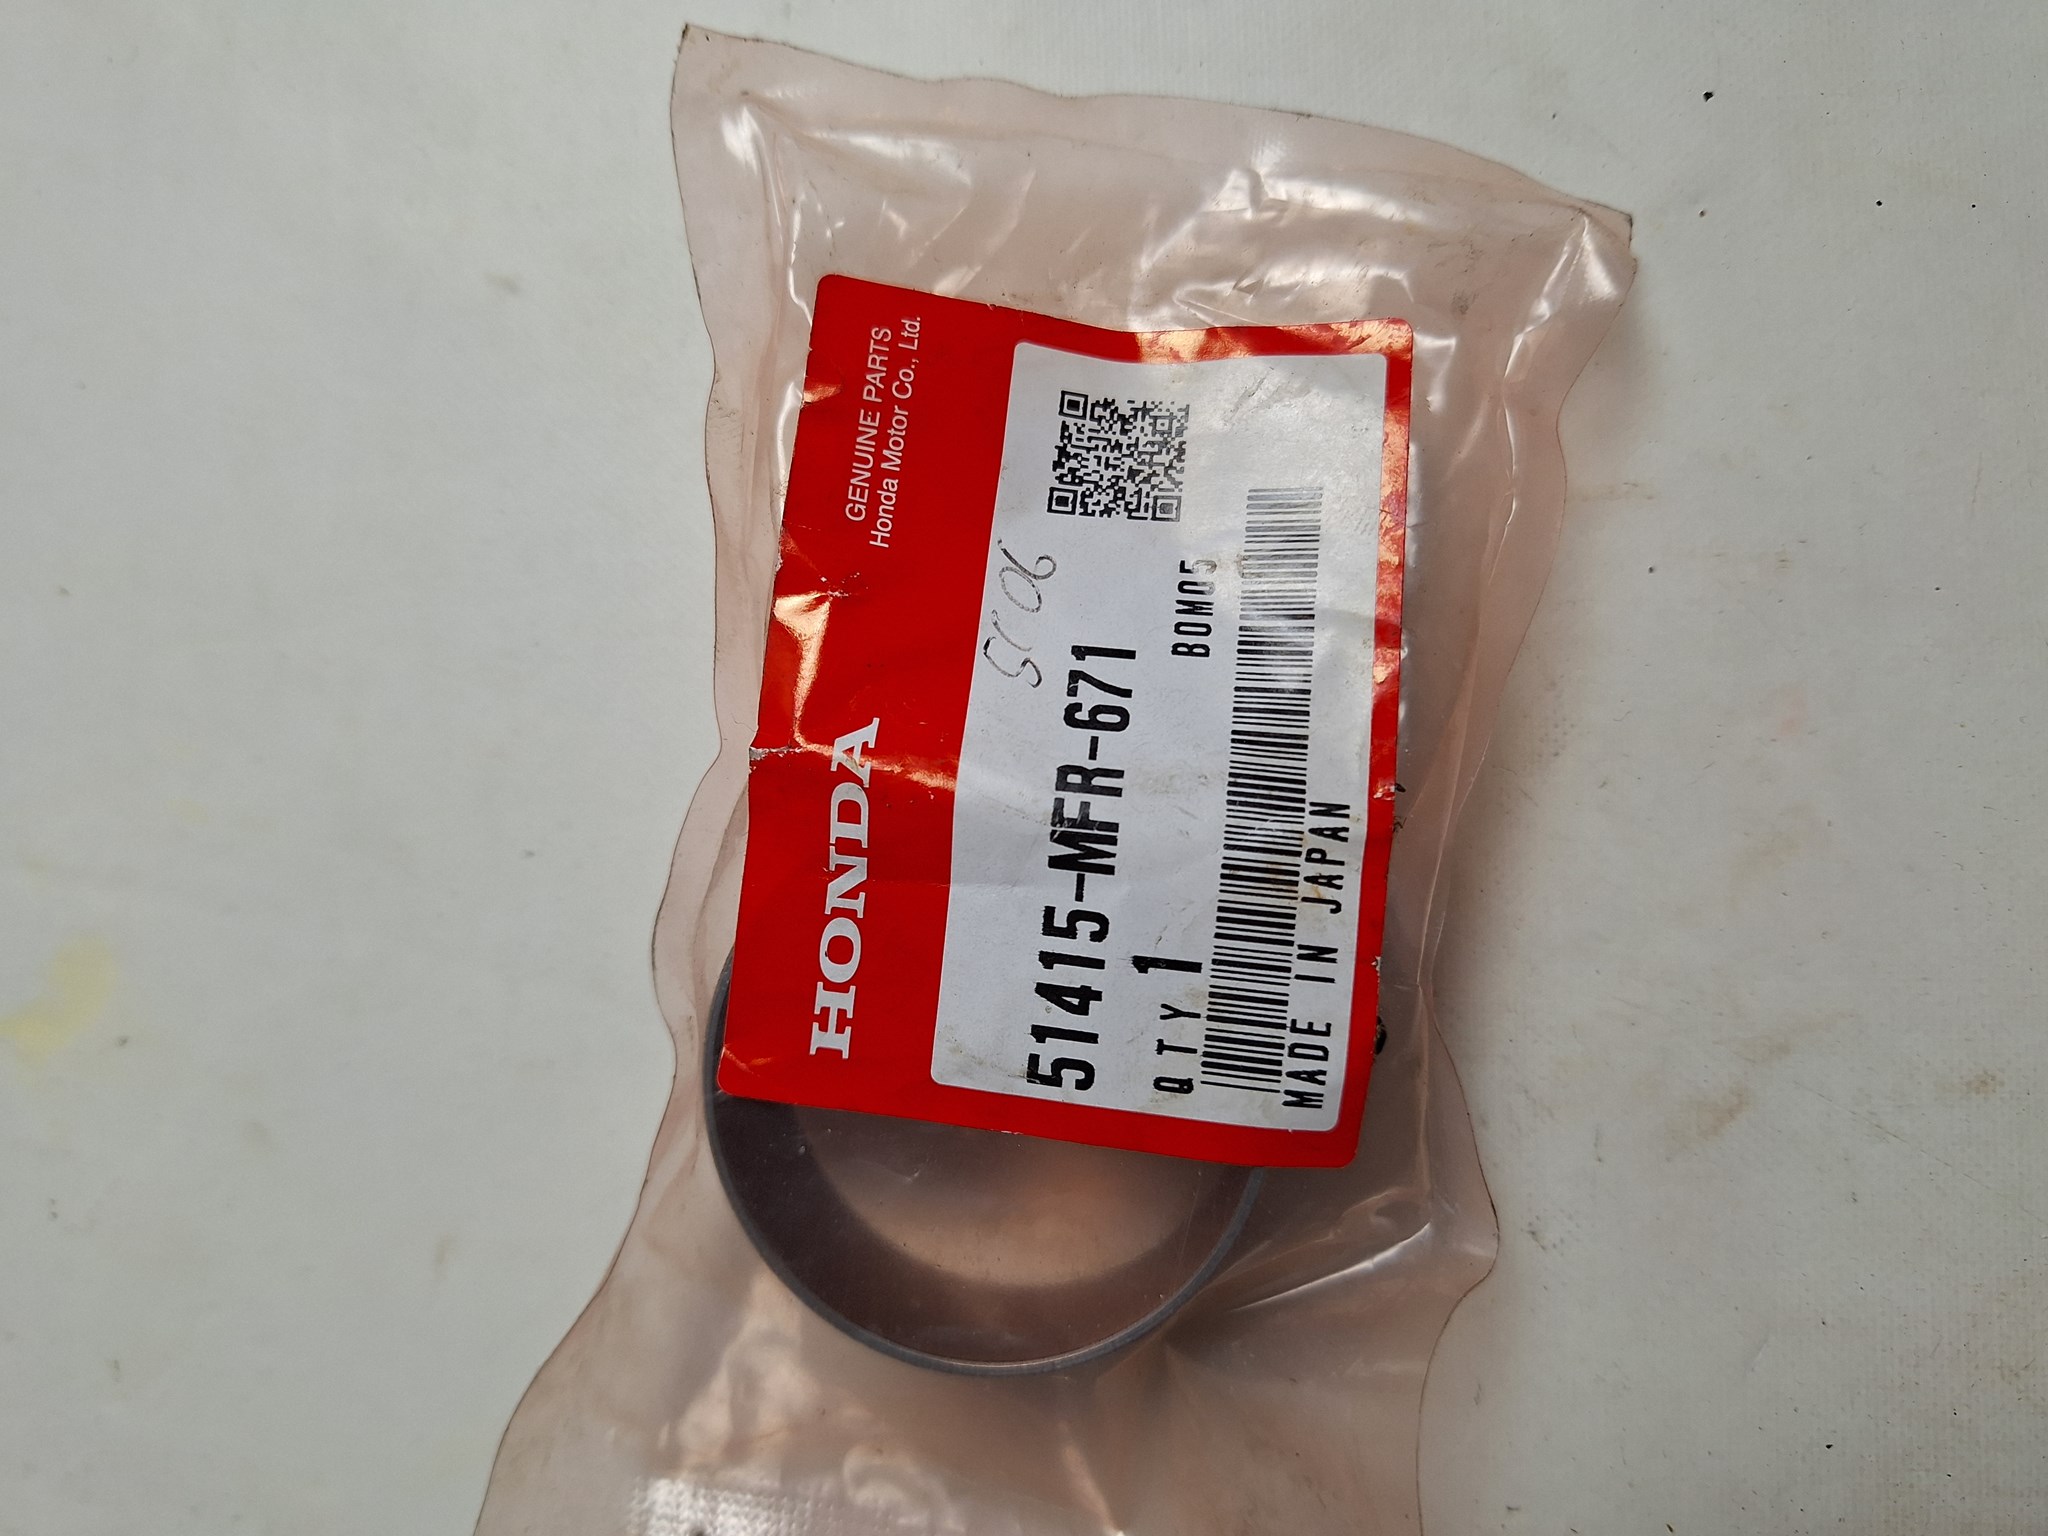 HONDA
GENUINE PARTS
Honda Motor Co., Ltd.
51415-MFR-671
QTY 1
BOM05
MADE IN JAPAN